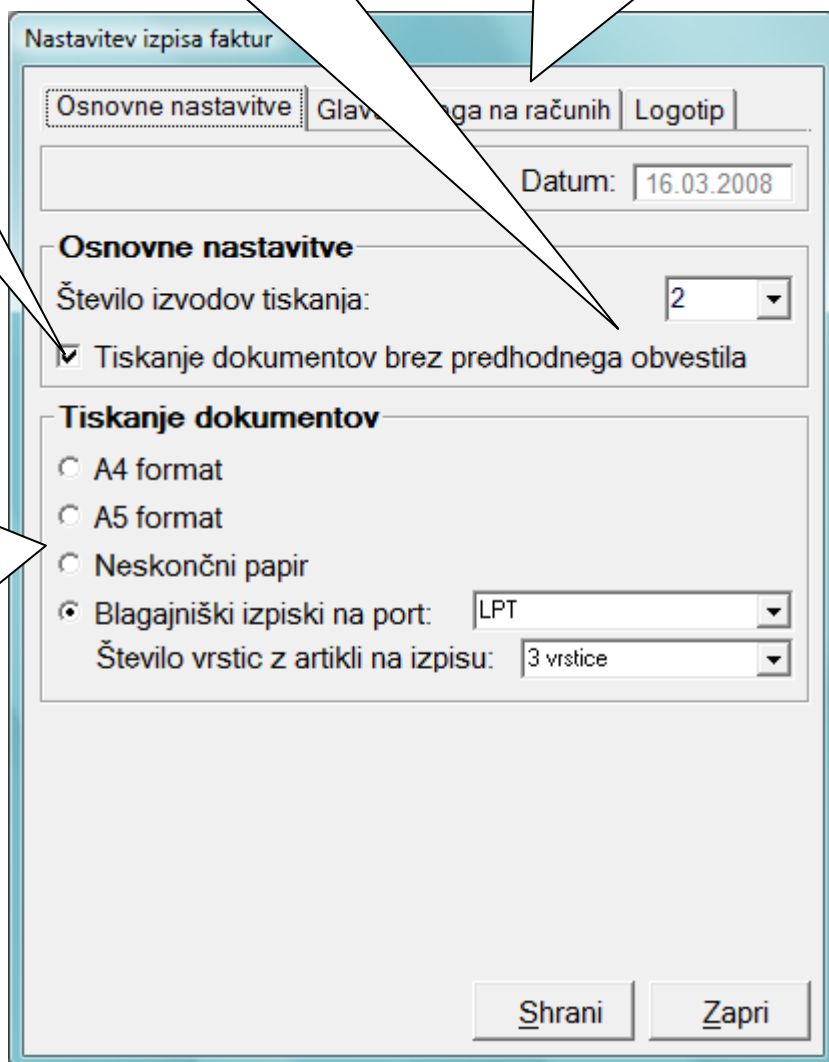 Nastavitev izpisa faktur
Osnovne nastavitve Glav oga na računih Logotip
Datum: 16.03.2008
Osnovne nastavitve
Število izvodov tiskanja: 2
Tiskanje dokumentov brez predhodnega obvestila
Tiskanje dokumentov
A4 format
A5 format
Neskončni papir
Blagajniški izpiski na port: LPT
Število vrstic z artikli na izpisu: 3 vrstice
Shrani Zapri